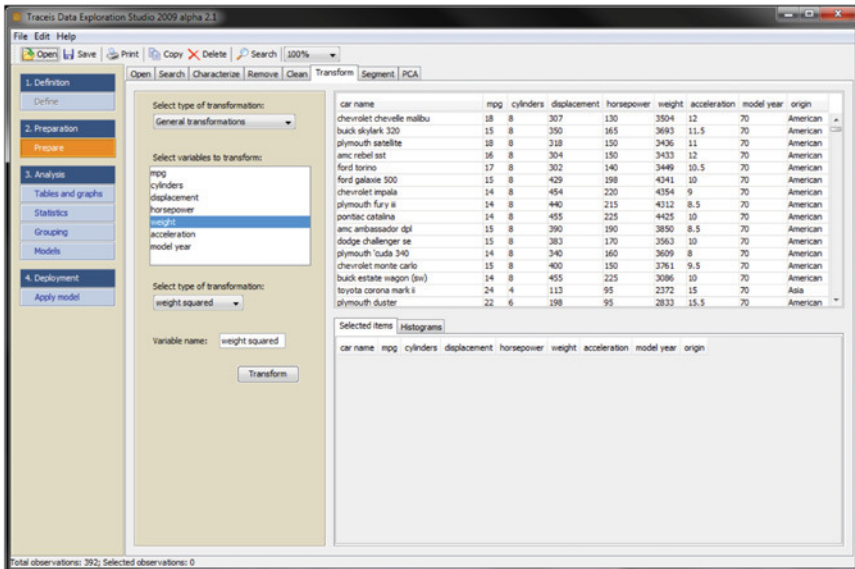 Traceis Data Exploration Studio 2009 alpha 2.1
File Edit Help
Open Save Print Copy Delete Search 100%
Open Search Characterize Remove Clean Transform Segment PCA
1. Definition
Define
2. Preparation
Prepare
3. Analysis
Tables and graphs
Statistics
Grouping
Models
4. Deployment
Apply model
Select type of transformation:
General transformations
Select variables to transform:
mpg
cylinders
displacement
horsepower
weight
acceleration
model year
Select type of transformation:
weight squared
Variable name: weight squared
Transform
car name mpg cylinders displacement horsepower weight acceleration model year origin
chevrolet chevelle malibu 18 8 307 130 3504 12 70 American
buick skylark 320 15 8 350 165 3693 11.5 70 American
plymouth satellite 18 8 318 150 3436 11 70 American
amc rebel sst 16 8 304 150 3433 12 70 American
ford torino 17 8 302 140 3449 10.5 70 American
ford galaxie 500 15 8 429 198 4341 10 70 American
chevrolet impala 14 8 454 220 4354 9 70 American
plymouth fury iii 14 8 440 215 4312 8.5 70 American
pontiac catalina 14 8 455 225 4425 10 70 American
amc ambassador dpl 15 8 390 190 3850 8.5 70 American
dodge challenger se 15 8 383 170 3563 10 70 American
plymouth 'cuda 340 14 8 340 160 3609 8 70 American
chevrolet monte carlo 15 8 400 150 3761 9.5 70 American
buick estate wagon (sw) 14 8 455 225 3086 10 70 American
toyota corona mark ii 24 4 113 95 2372 15 70 Asia
plymouth duster 22 6 198 95 2833 15.5 70 American
Selected items Histograms
car name mpg cylinders displacement horsepower weight acceleration model year origin
Total observations: 392; Selected observations: 0